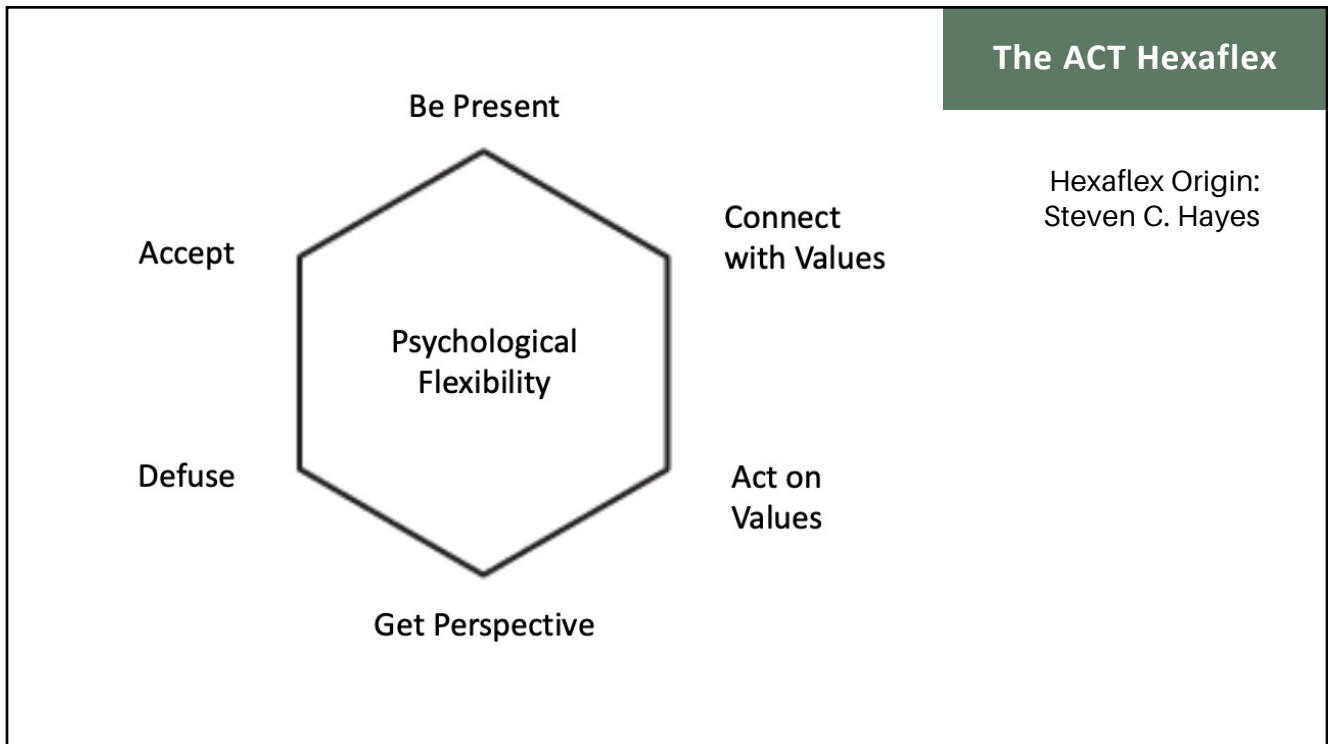 The ACT Hexaflex
Hexaflex Origin:
Steven C. Hayes
Be Present
Connect
with Values
Accept
Psychological
Flexibility
Defuse
Act on
Values
Get Perspective